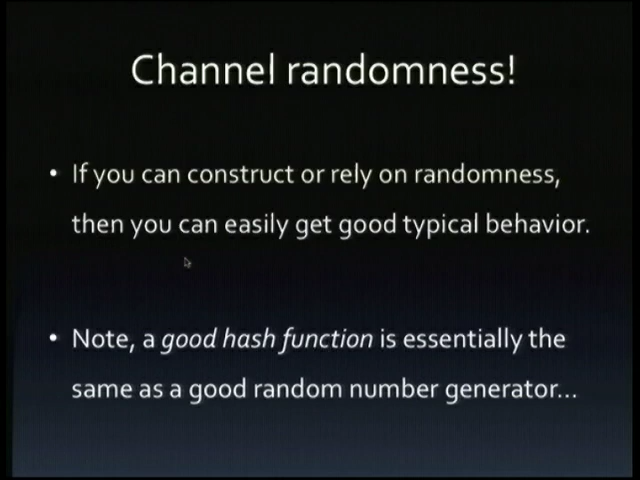 Channel randomness!
• If you can construct or rely on randomness,
then you can easily get good typical behavior.
• Note, a good hash function is essentially the
same as a good random number generator...